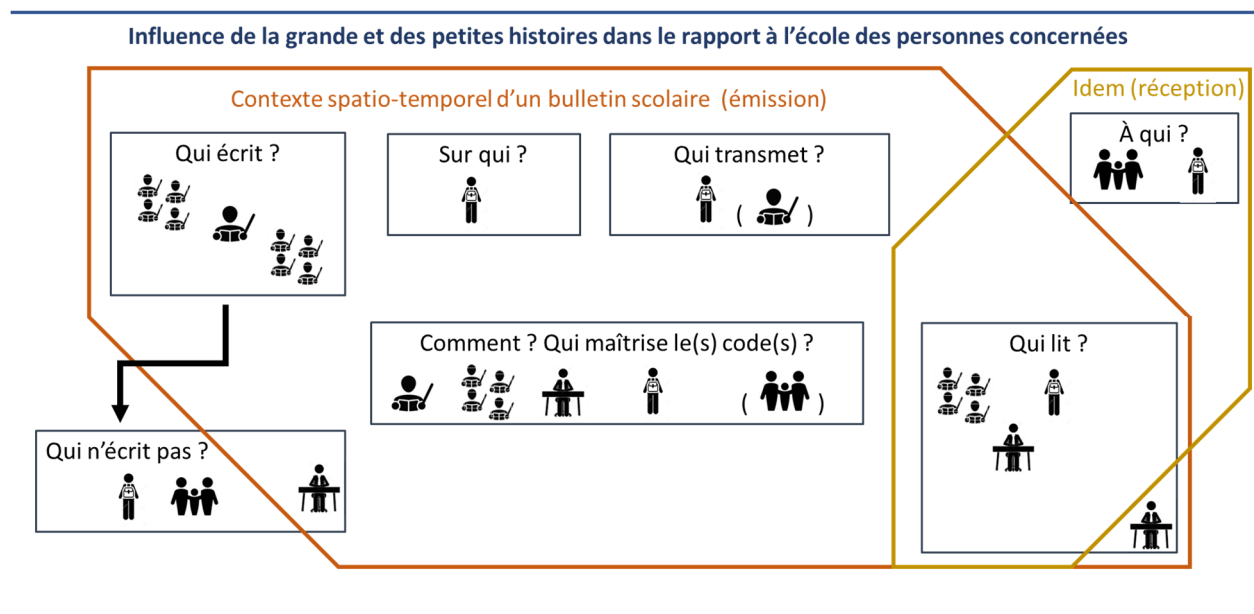 Influence de la grande et des petites histoires dans le rapport à l'école des personnes concernées
Contexte spatio-temporel d'un bulletin scolaire (émission)
Idem (réception)
Qui écrit ?
Sur qui ?
Qui transmet ?
( )
À qui ?
Comment ? Qui maîtrise le(s) code(s) ?
( )
Qui lit ?
Qui n'écrit pas ?